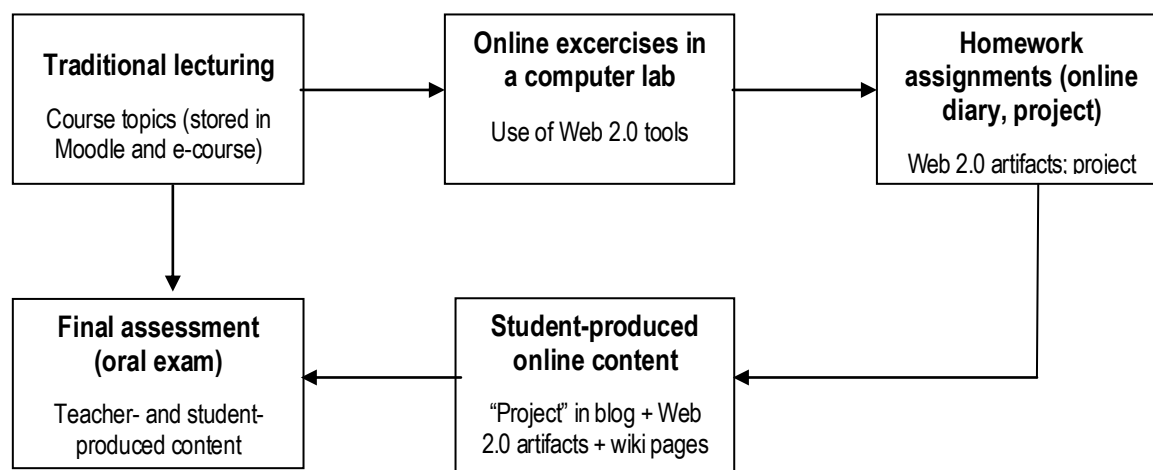 Traditional lecturing
Course topics (stored in
Moodle and e-course)
Online excercises in
a computer lab
Use of Web 2.0 tools
Homework
assignments (online
diary, project)
Web 2.0 artifacts; project
Final assessment
(oral exam)
Teacher- and student-
produced content
Student-produced
online content
“Project” in blog + Web
2.0 artifacts + wiki pages